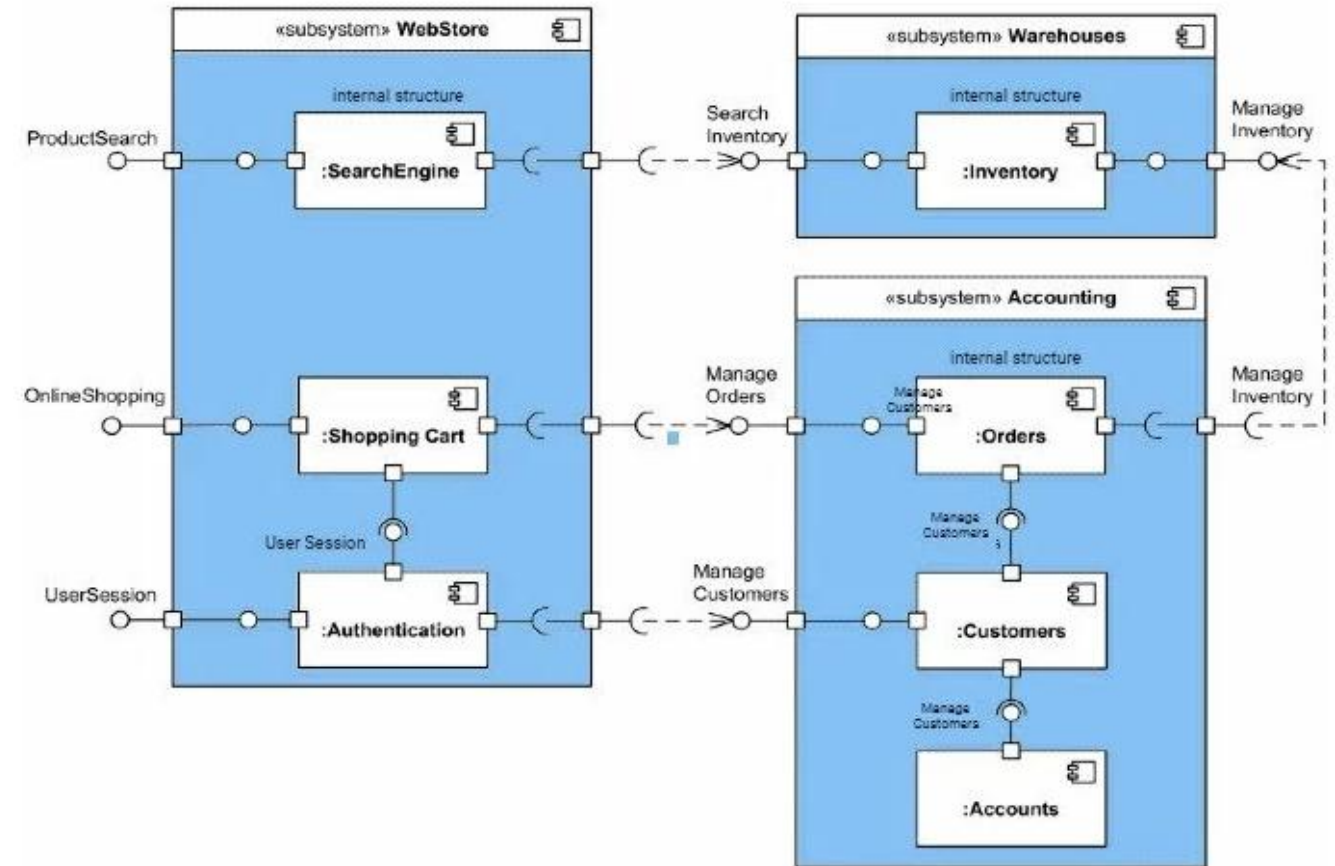 «subsystem» WebStore
internal structure
ProductSearch
:SearchEngine
OnlineShopping
:Shopping Cart
User Session
UserSession
:Authentication
Search
Inventory
«subsystem» Warehouses
internal structure
:Inventory
Manage
Inventory
«subsystem» Accounting
internal structure
Manage
Orders
Manage
Customers
:Orders
Manage
Inventory
Manage
Customers
s
Manage
Customers
:Customers
Manage
Customers
:Accounts